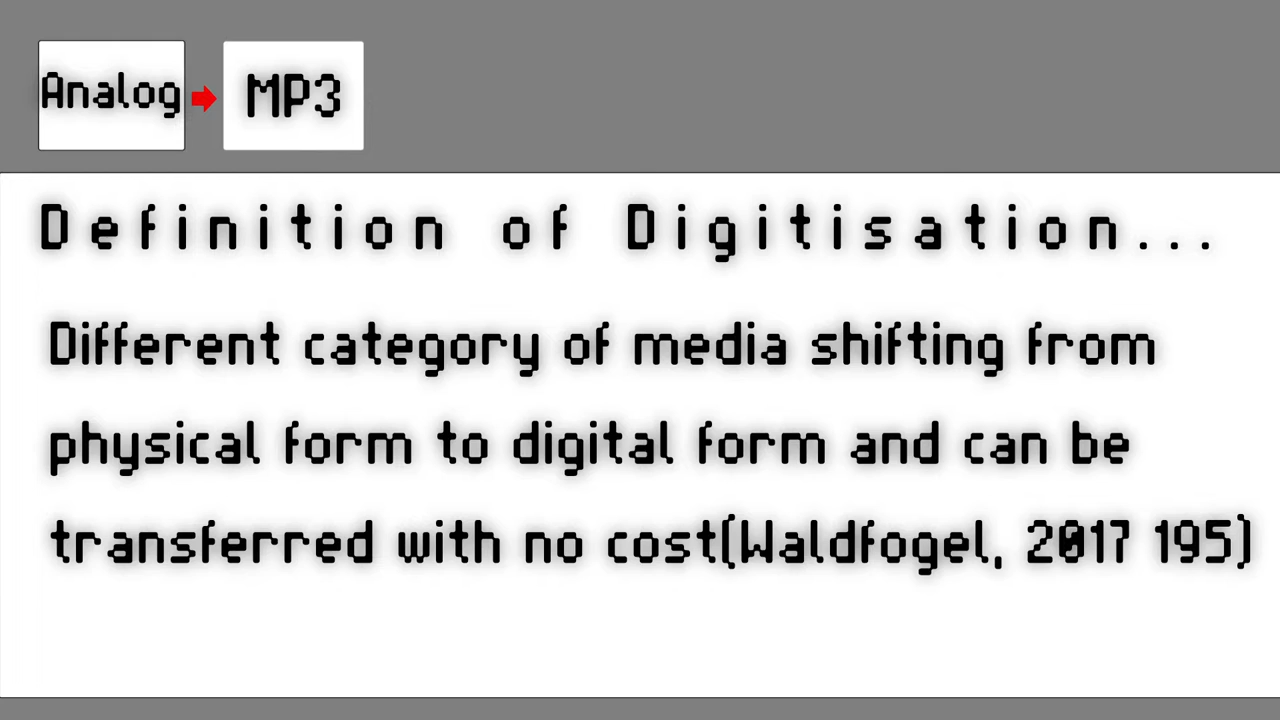 Analog MP3
Definition of Digitisation...
Different category of media shifting from
physical form to digital form and can be
transferred with no cost(Waldfogel, 2017 195)